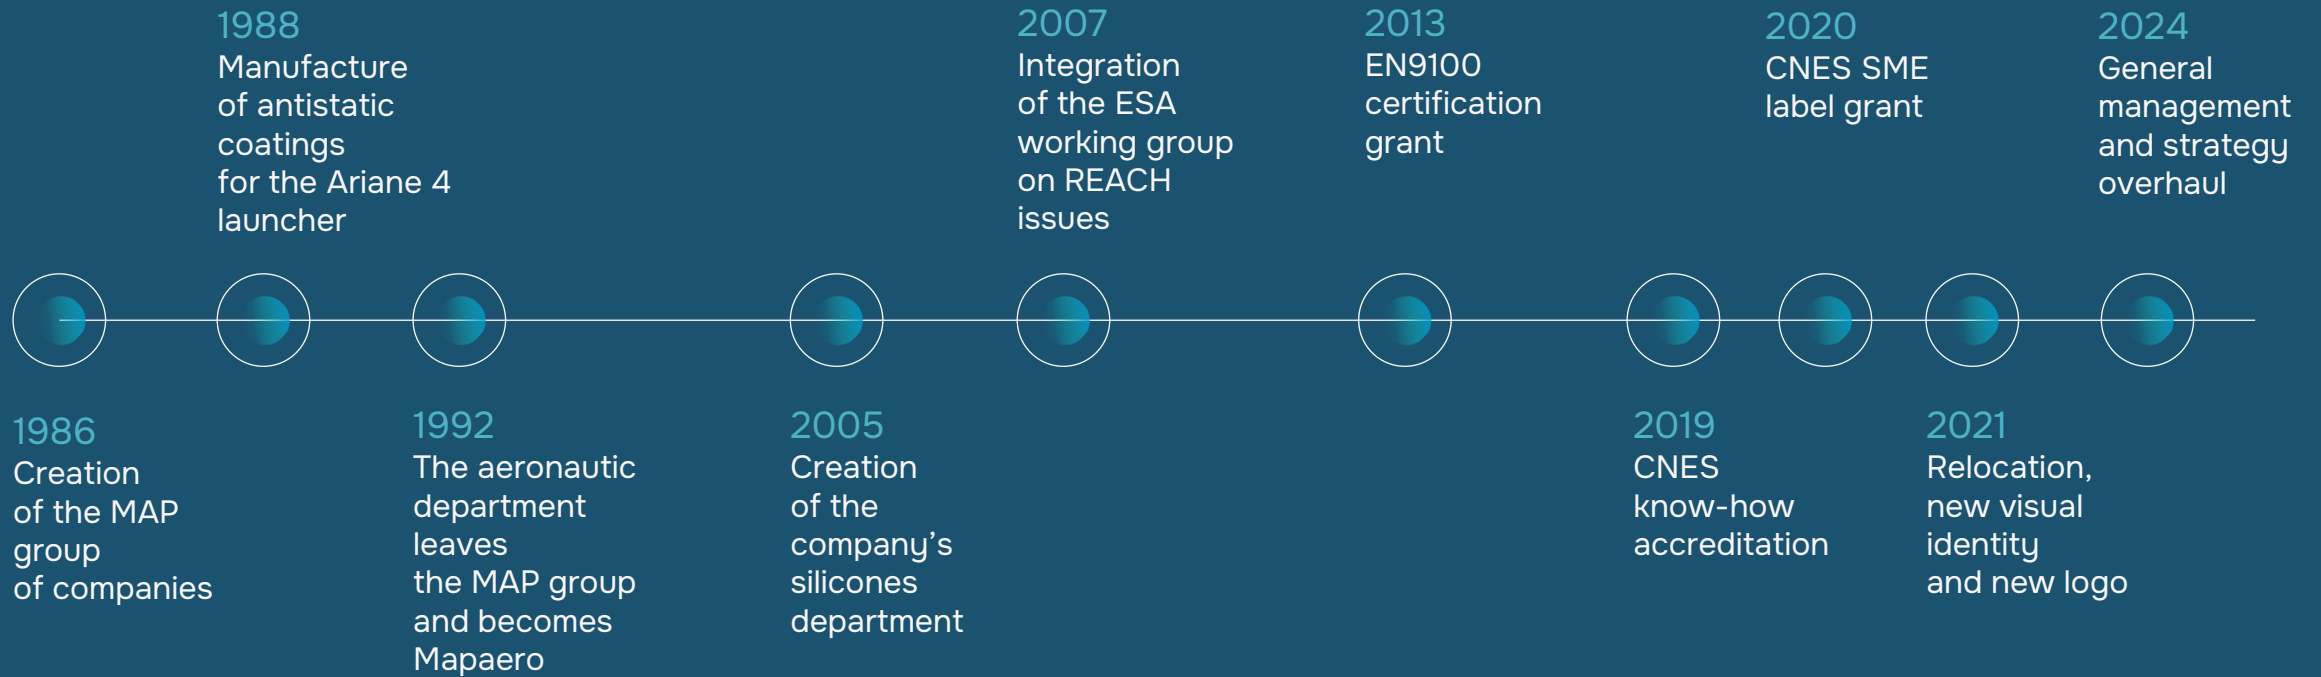 1988
Manufacture
of antistatic
coatings
for the Ariane 4
launcher
2007
Integration
of the ESA
working group
on REACH
issues
2013
EN9100
certification
grant
2020
CNES SME
label grant
2024
General
management
and strategy
overhaul
1986
Creation
of the MAP
group
of companies
1992
The aeronautic
department
leaves
the MAP group
and becomes
Mapaero
2005
Creation
of the
company’s
silicones
department
2019
CNES
know-how
accreditation
2021
Relocation,
new visual
identity
and new logo